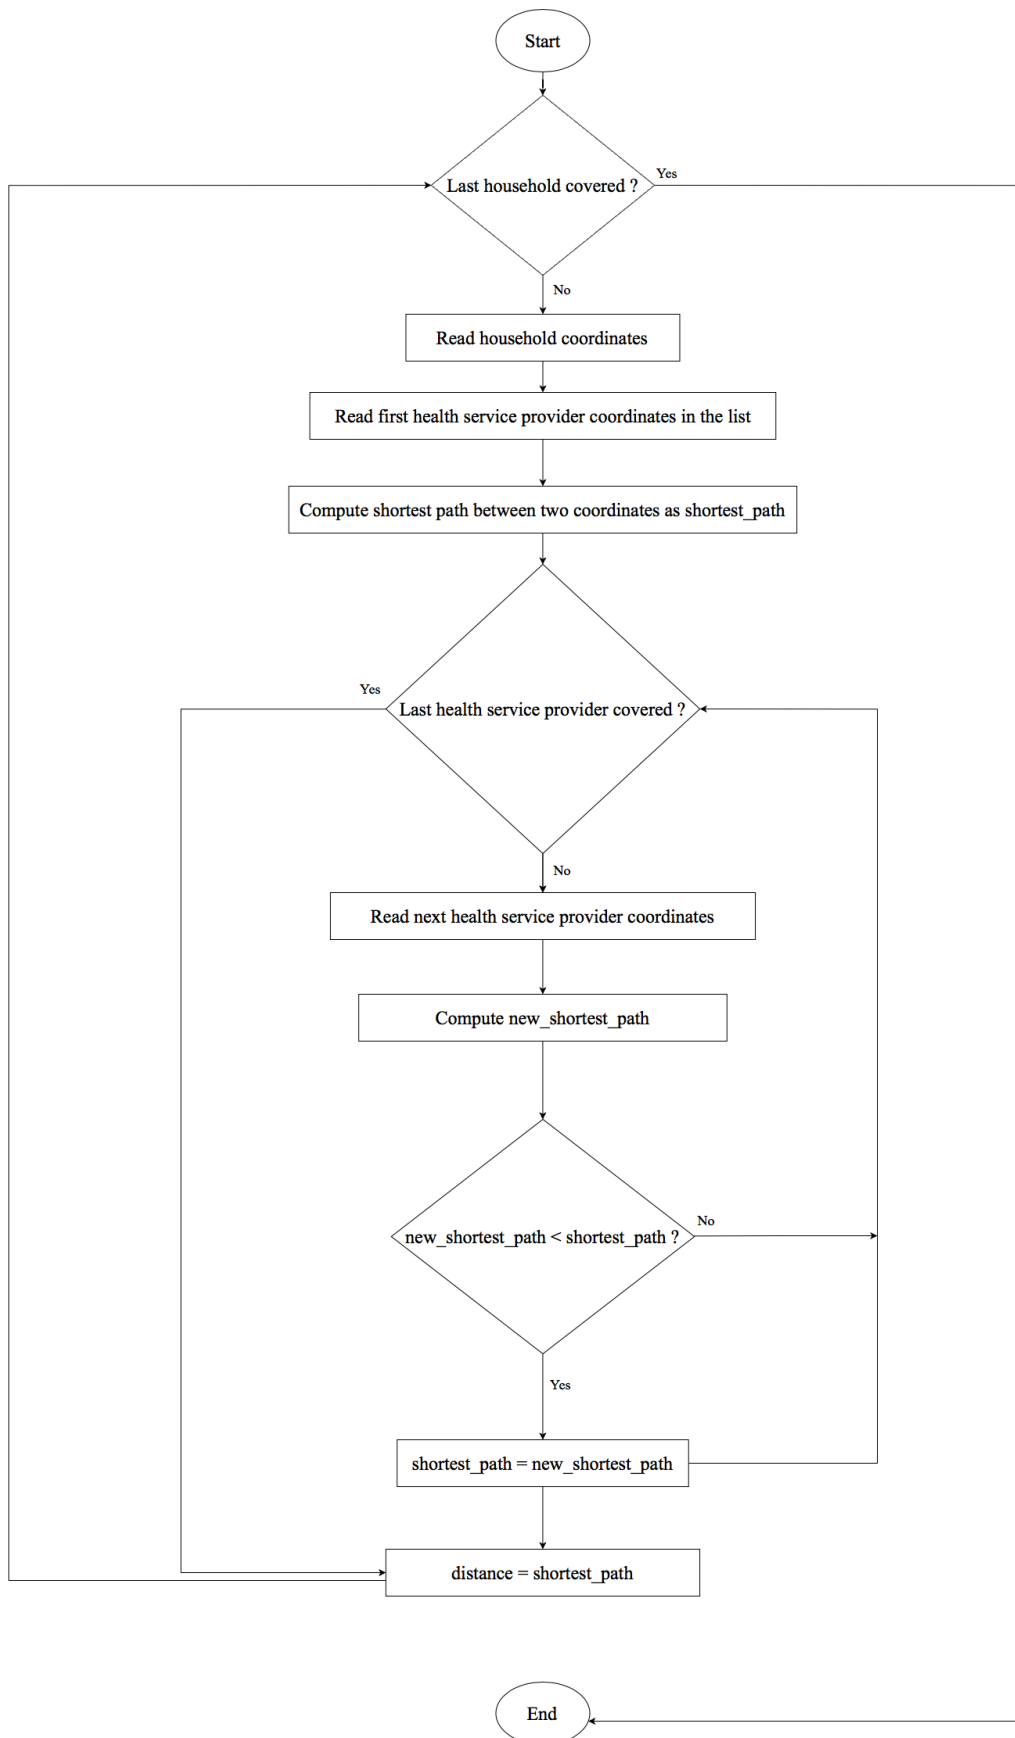 Start
Last household covered ?
Yes
No
Read household coordinates
Read first health service provider coordinates in the list
Compute shortest path between two coordinates as shortest_path
Yes
Last health service provider covered ?
No
Read next health service provider coordinates
Compute new_shortest_path
new_shortest_path < shortest_path ?
No
Yes
shortest_path = new_shortest_path
distance = shortest_path
End